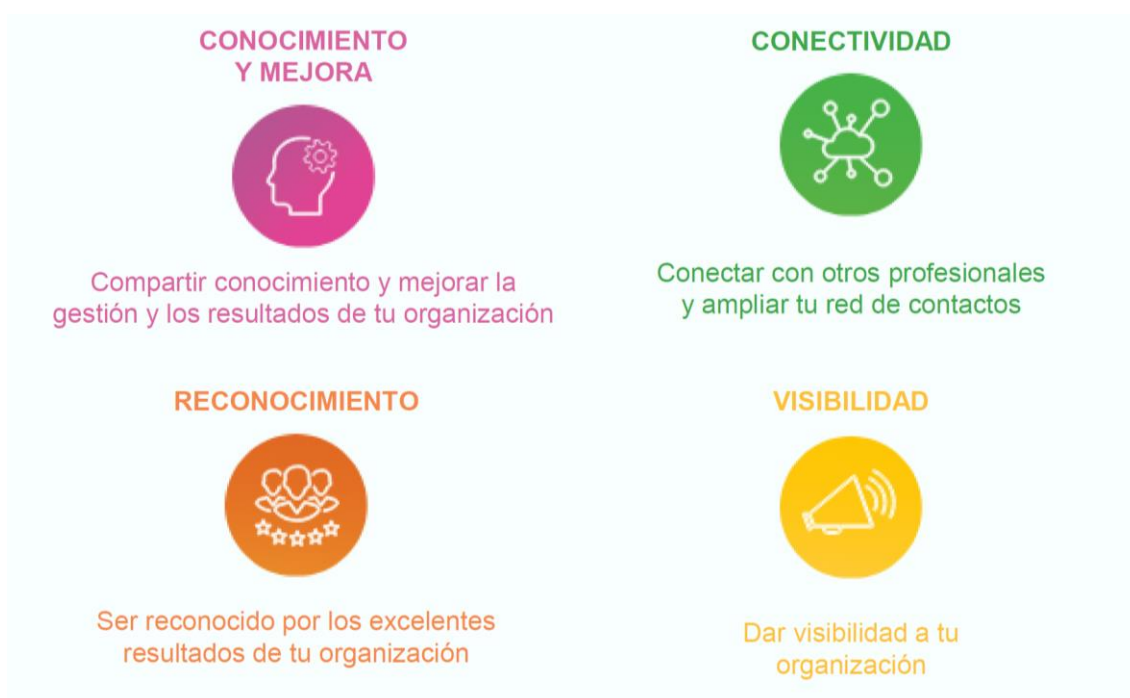 CONOCIMIENTO
Y MEJORA
Compartir conocimiento y mejorar la
gestión y los resultados de tu organización
CONECTIVIDAD
Conectar con otros profesionales
y ampliar tu red de contactos
RECONOCIMIENTO
Ser reconocido por los excelentes
resultados de tu organización
VISIBILIDAD
Dar visibilidad a tu
organización